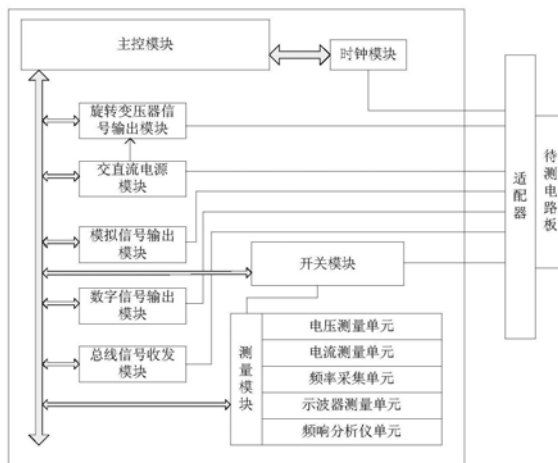 主控模块
时钟模块
旋转变压器信
号输出模块
交直流电源
模块
模拟信号输出
模块
开关模块
数字信号输出
模块
总线信号收发
模块
测量模块
电压测量单元
电流测量单元
频率采集单元
示波器测量单元
频响分析仪单元
适配器
待测电路板